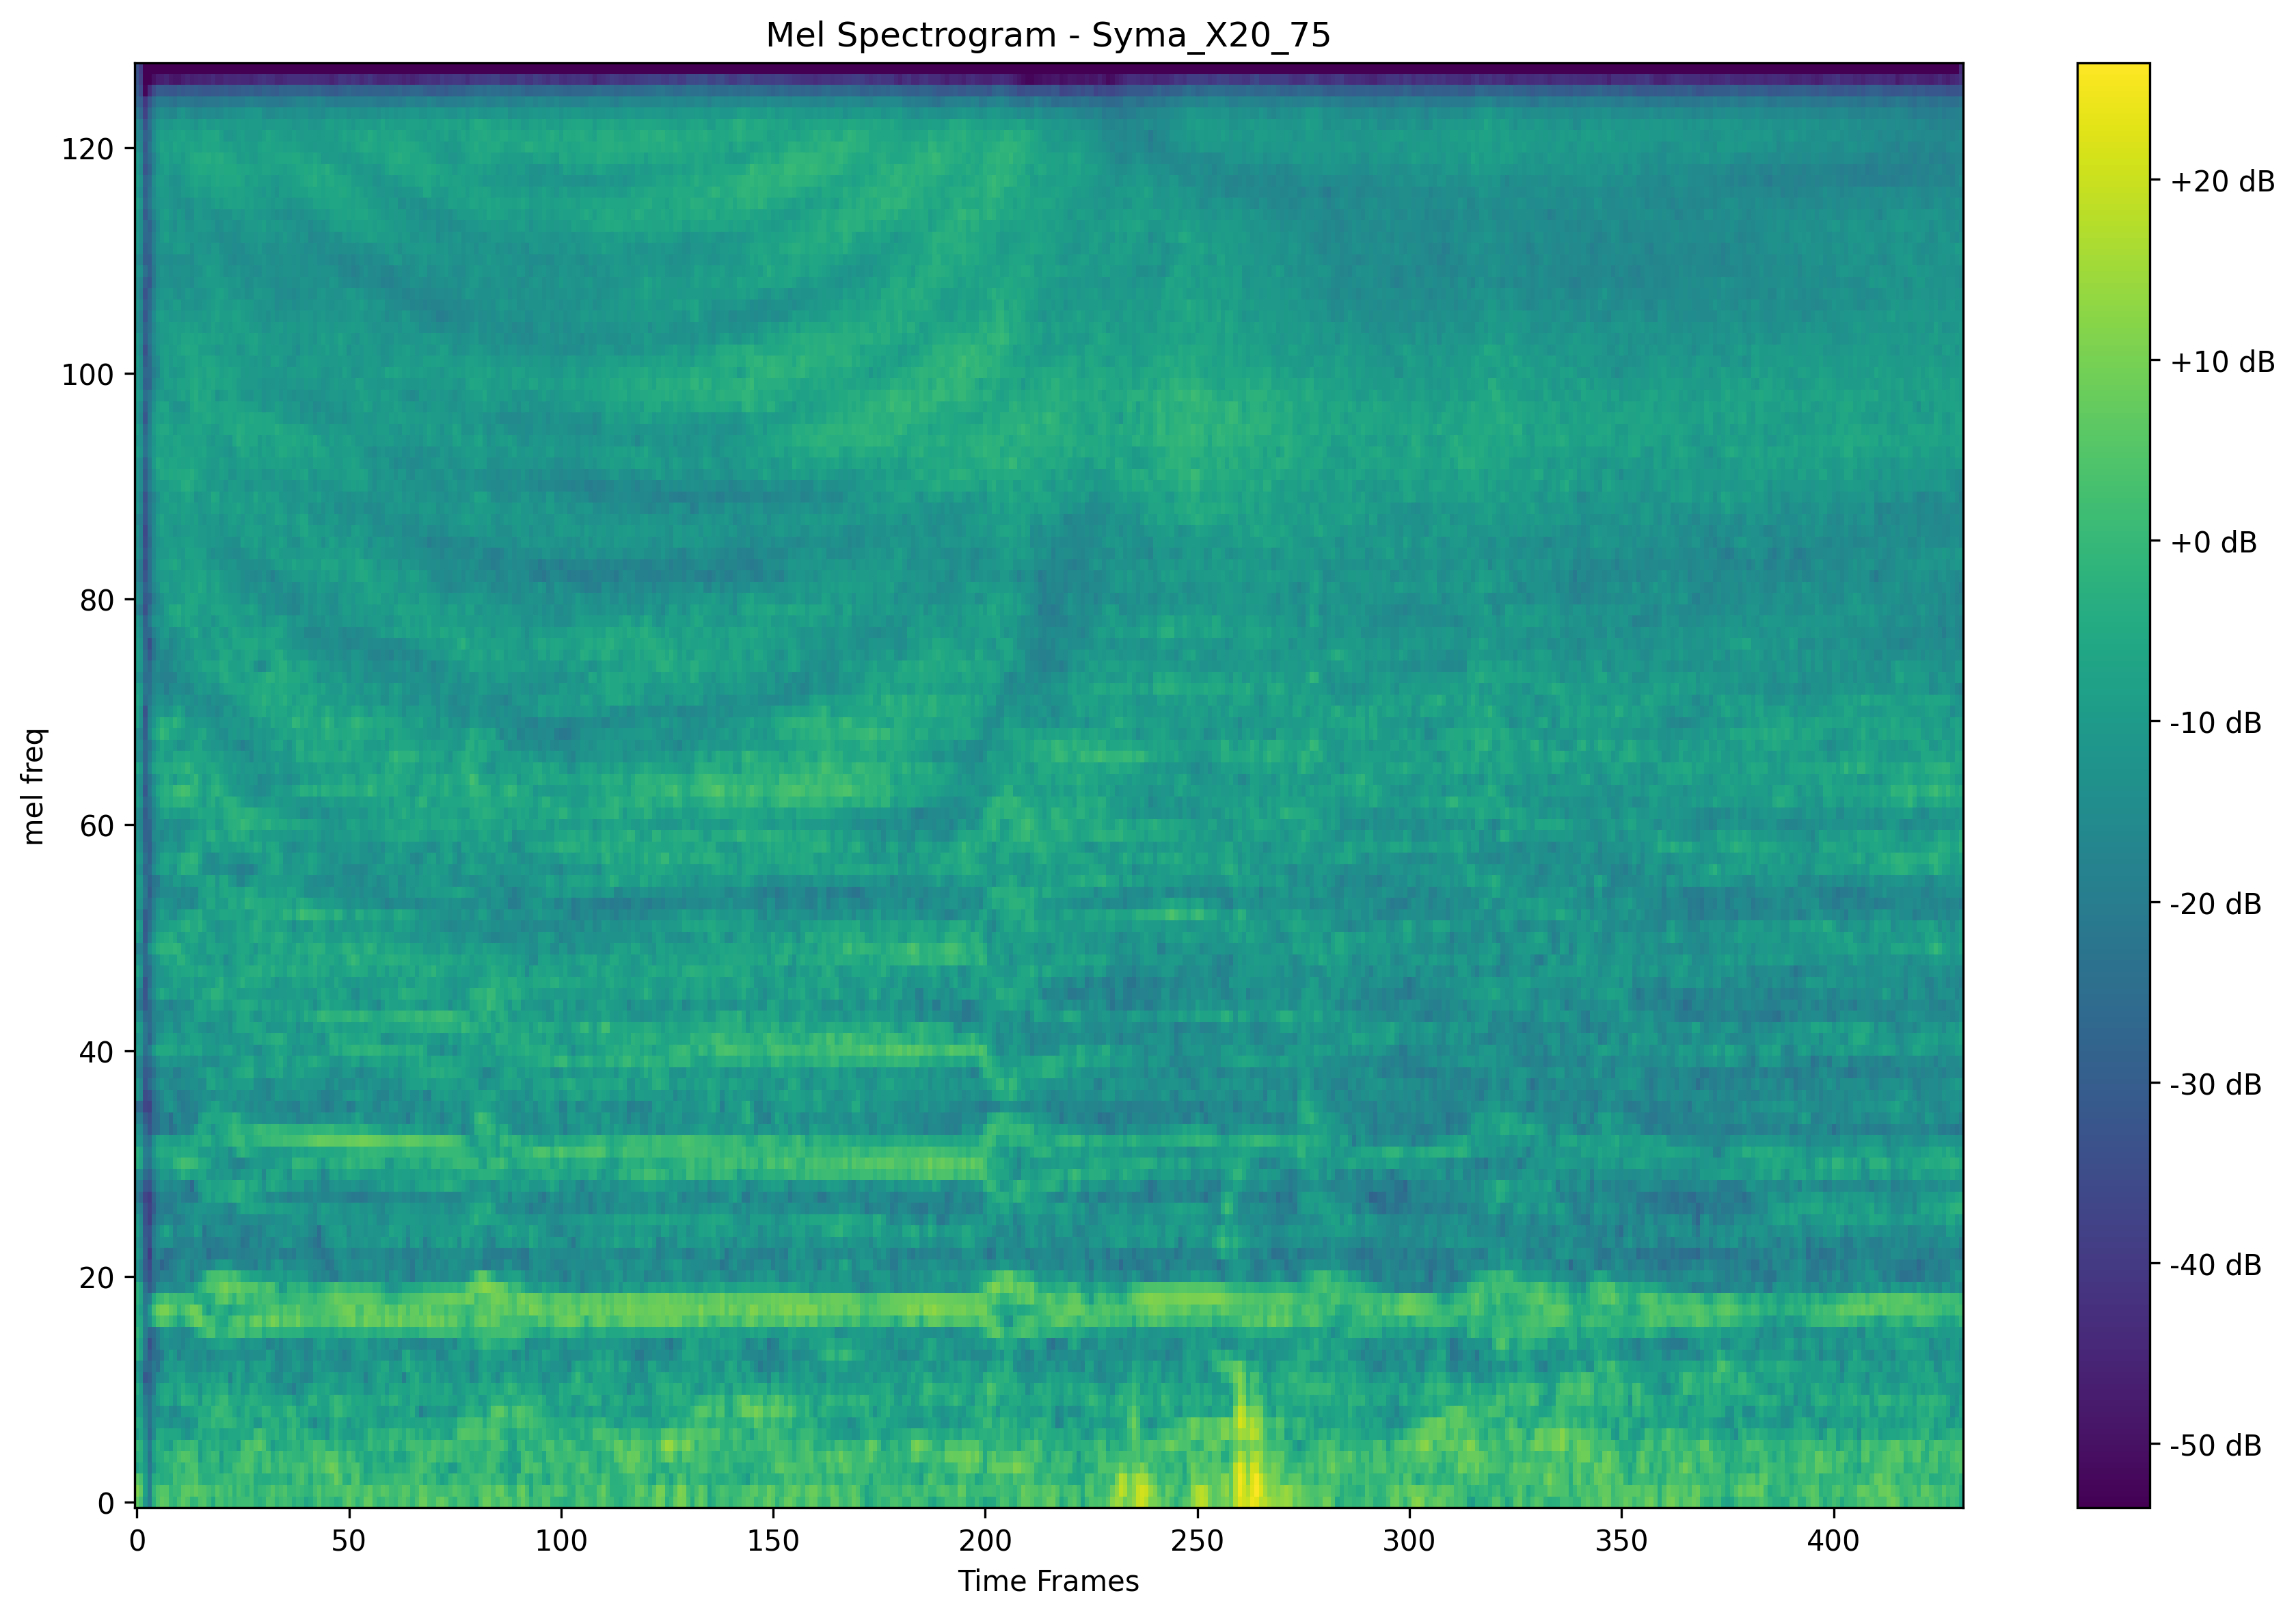 Mel Spectrogram - Syma_X20_75
mel freq
120
100
80
60
40
20
0
0 50 100 150 200 250 300 350 400
Time Frames
+20 dB
+10 dB
+0 dB
-10 dB
-20 dB
-30 dB
-40 dB
-50 dB